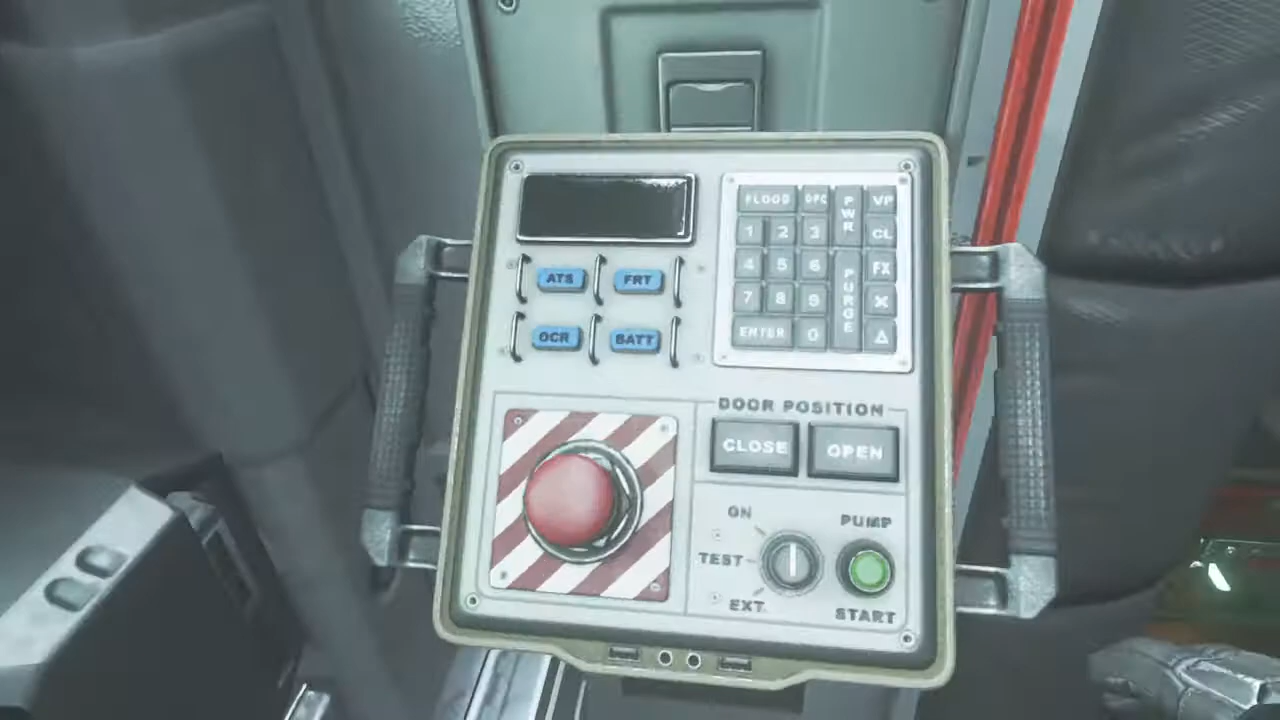 ATS FRT
OCR BATT
FLOOD OPC PWR VP
1 2 3 CL
4 5 6 PURGE FX
7 8 9 X
ENTER 0 Δ
DOOR POSITION
CLOSE OPEN
ON
TEST
EXT.
PUMP
START